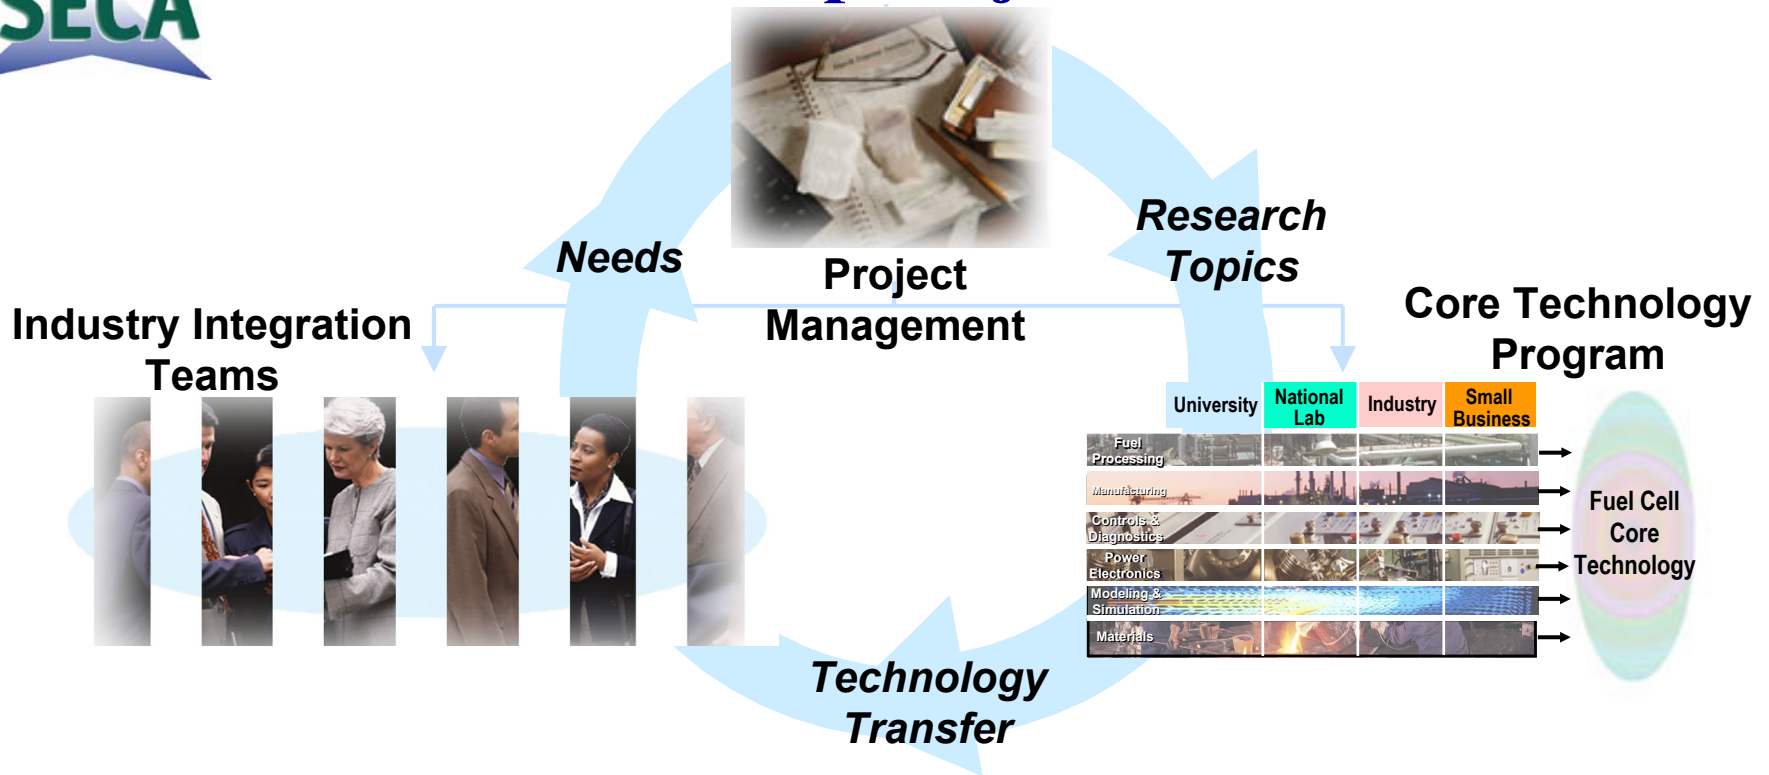 SECA
Needs
Research
Topics
Project
Management
Industry Integration
Teams
Core Technology
Program
University
National
Lab
Industry
Small
Business
Fuel
Processing
Manufacturing
Controls &
Diagnostics
Power
Electronics
Modeling &
Simulation
Materials
Fuel Cell
Core
Technology
Technology
Transfer